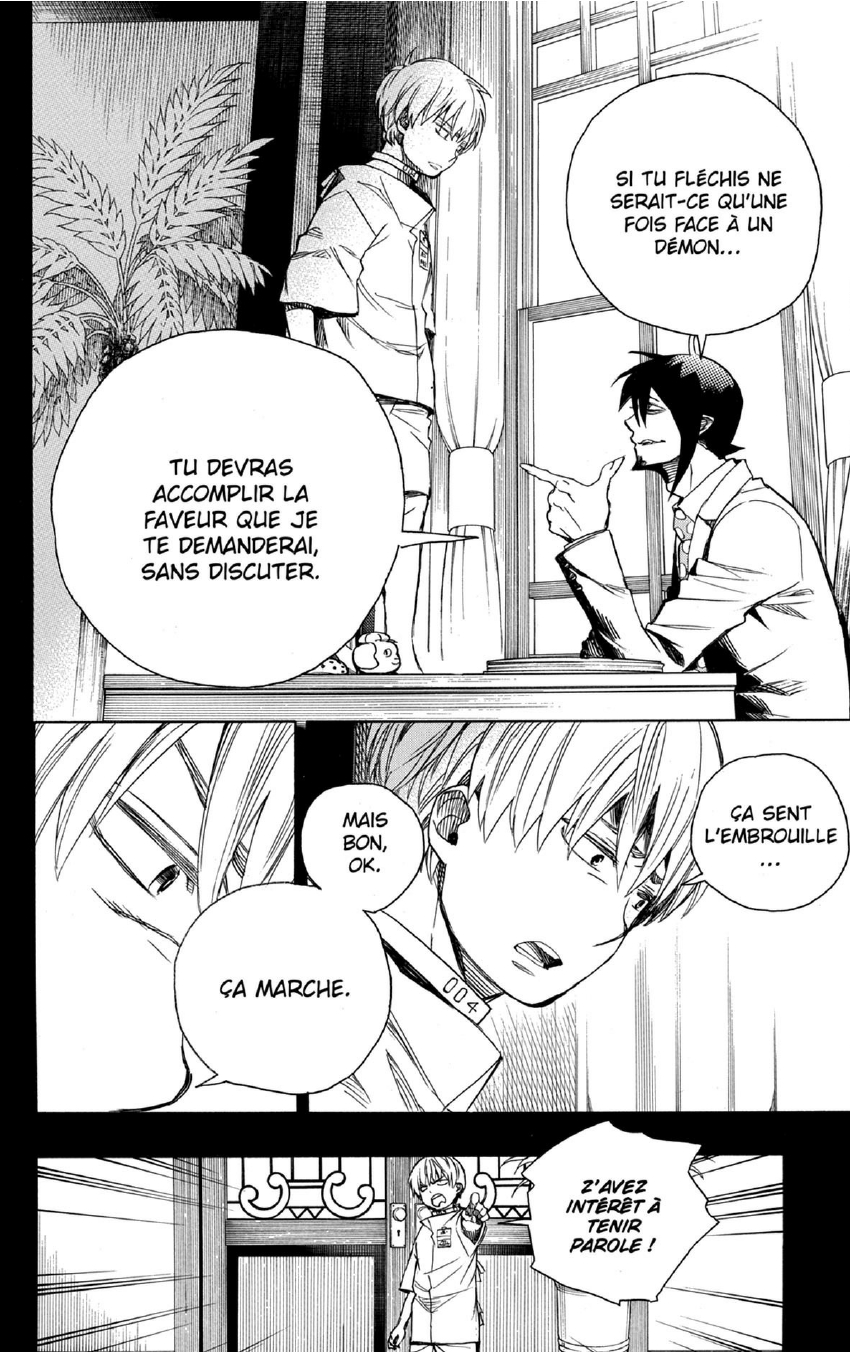 SI TU FLÉCHIS NE
SERAIT-CE QU'UNE
FOIS FACE À UN
DÉMON...
TU DEVRAS
ACCOMPLIR LA
FAVEUR QUE JE
TE DEMANDERAI,
SANS DISCUTER.
ÇA SENT
L'EMBROUILLE
...
MAIS
BON,
OK.
ÇA MARCHE.
004
Z'AVEZ
INTÉRÊT À
TENIR
PAROLE !